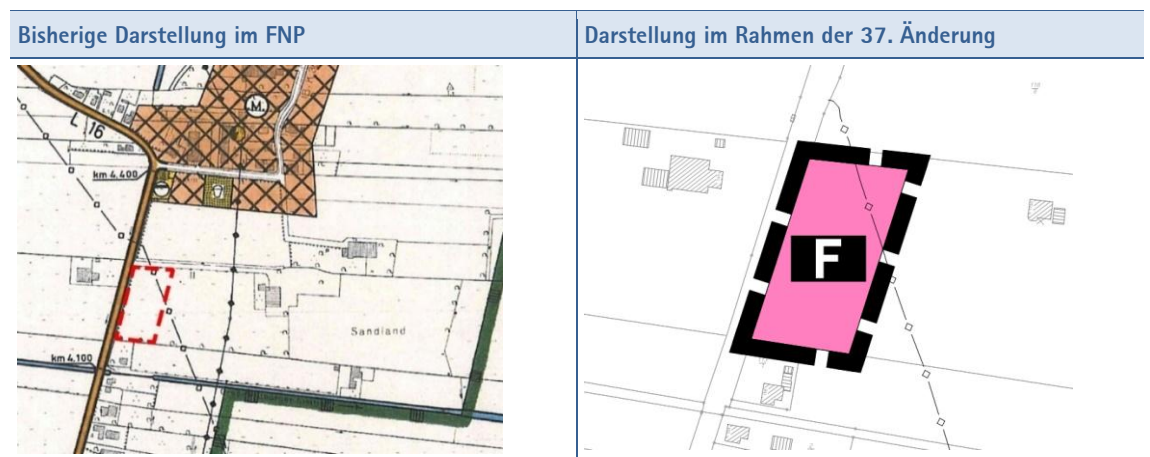 Bisherige Darstellung im FNP
Darstellung im Rahmen der 37. Änderung
M.
L 16
km 4.400
Sandland
km 4.100
F